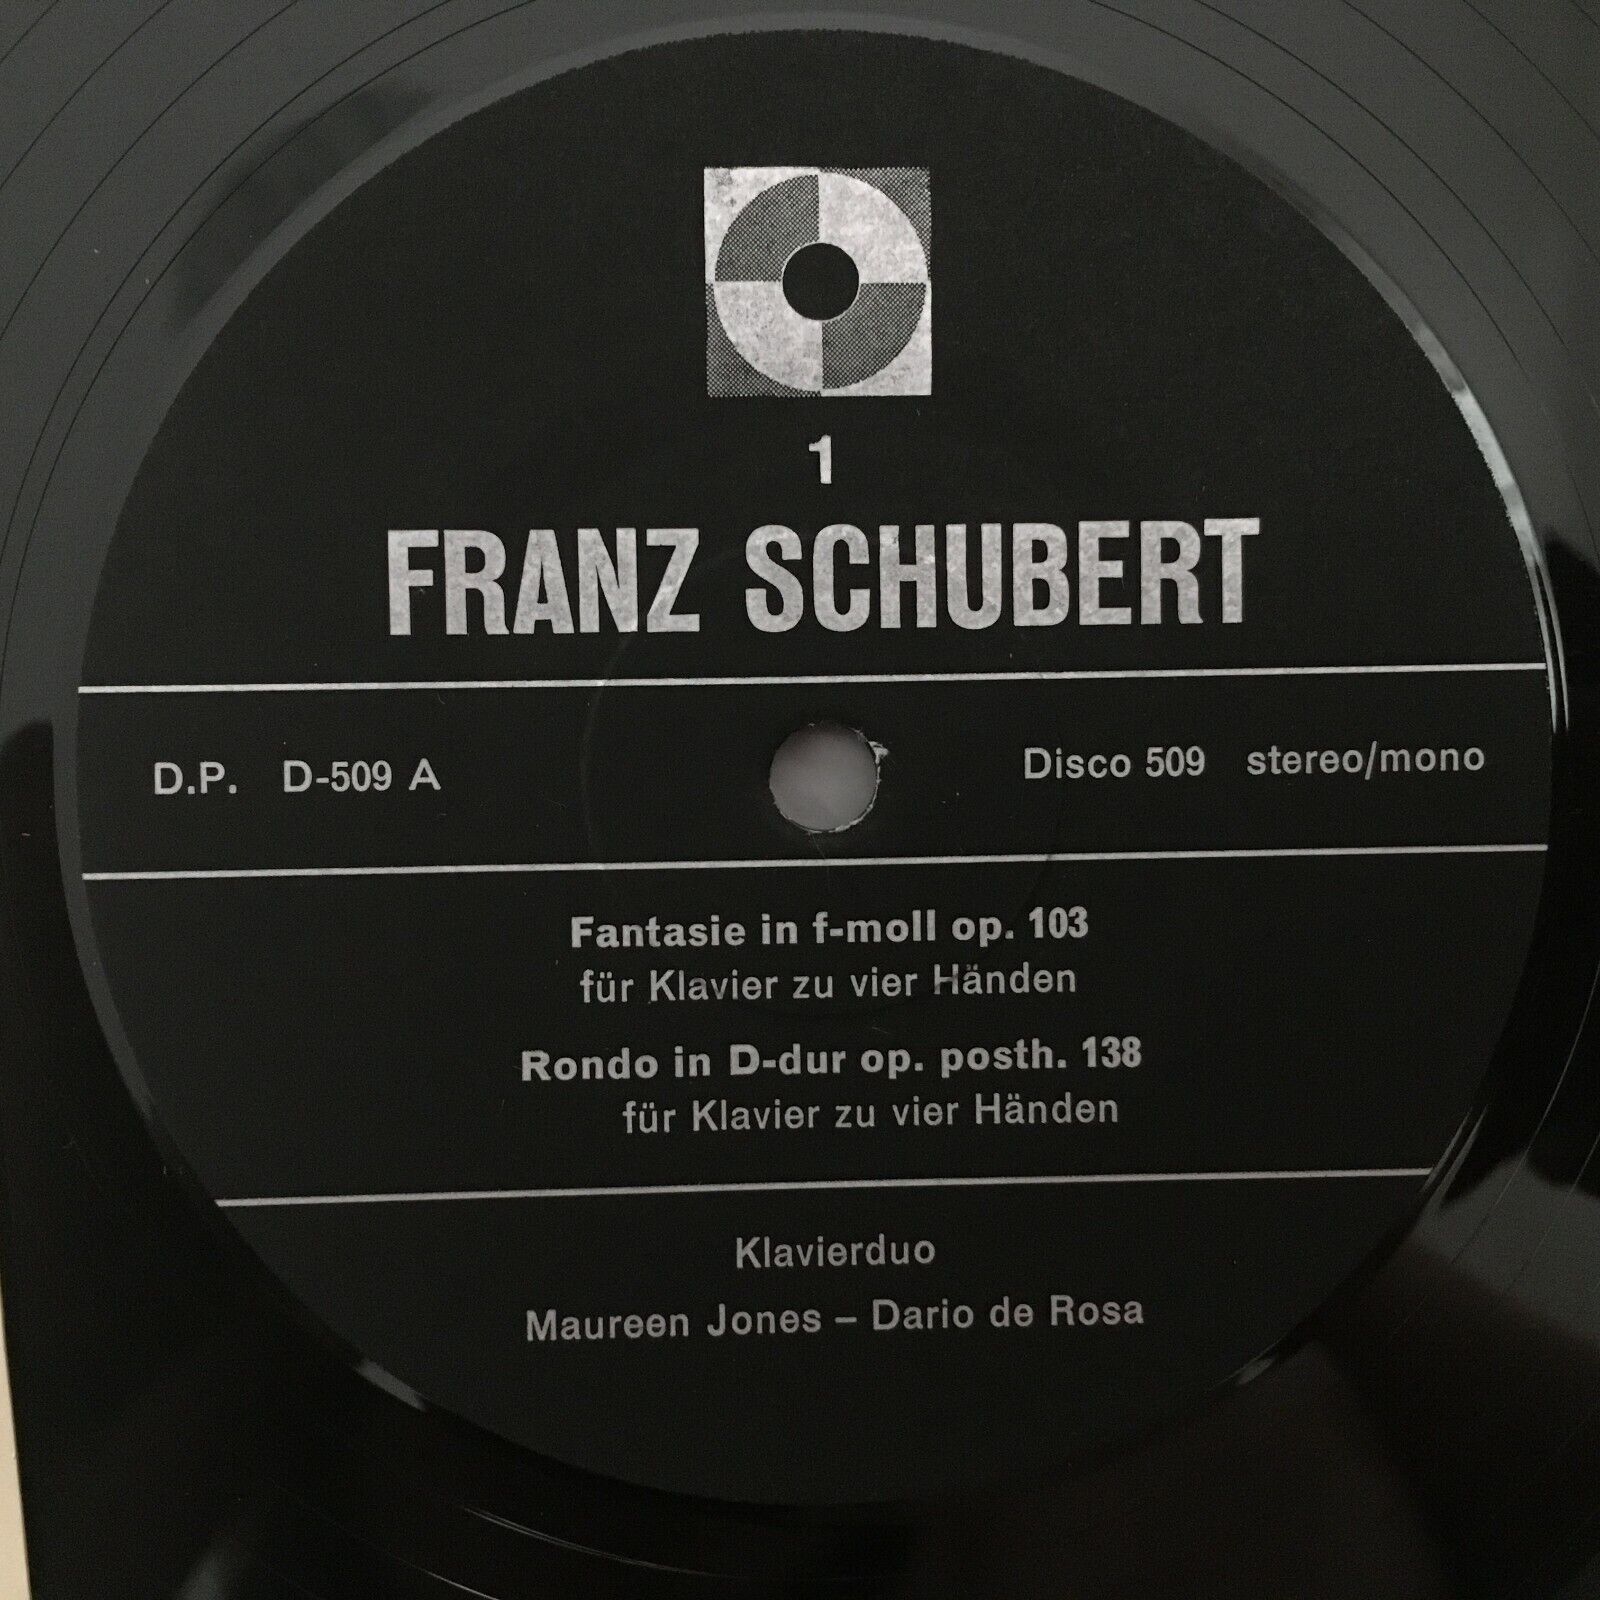 1
FRANZ SCHUBERT
D.P. D-509 A
Disco 509 stereo/mono
Fantasie in f-moll op. 103
für Klavier zu vier Händen
Rondo in D-dur op. posth. 138
für Klavier zu vier Händen
Klavierduo
Maureen Jones – Dario de Rosa